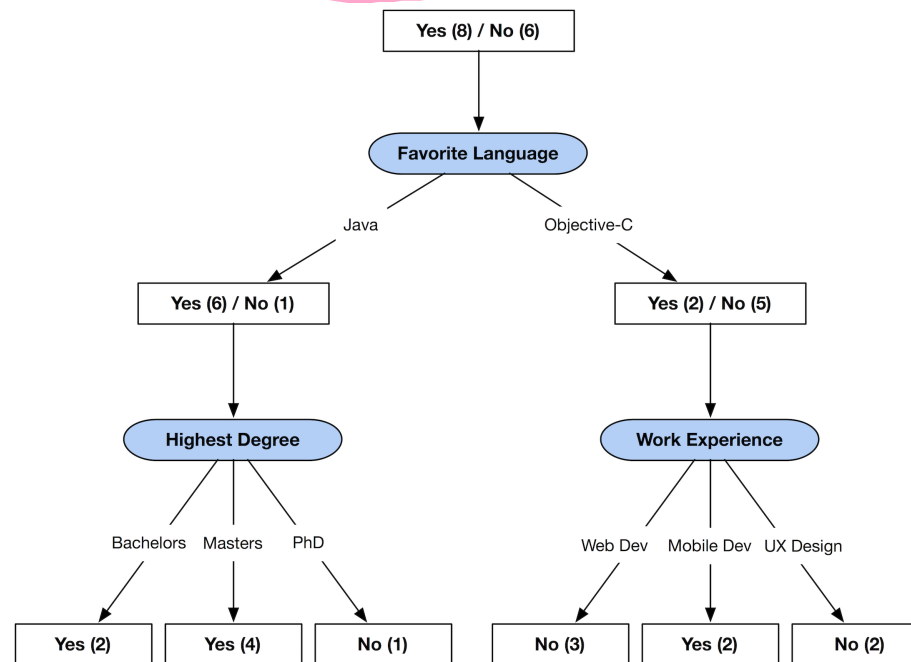 Yes (8) / No (6)
Favorite Language
Java
Objective-C
Yes (6) / No (1)
Yes (2) / No (5)
Highest Degree
Work Experience
Bachelors
Masters
PhD
Web Dev
Mobile Dev
UX Design
Yes (2)
Yes (4)
No (1)
No (3)
Yes (2)
No (2)